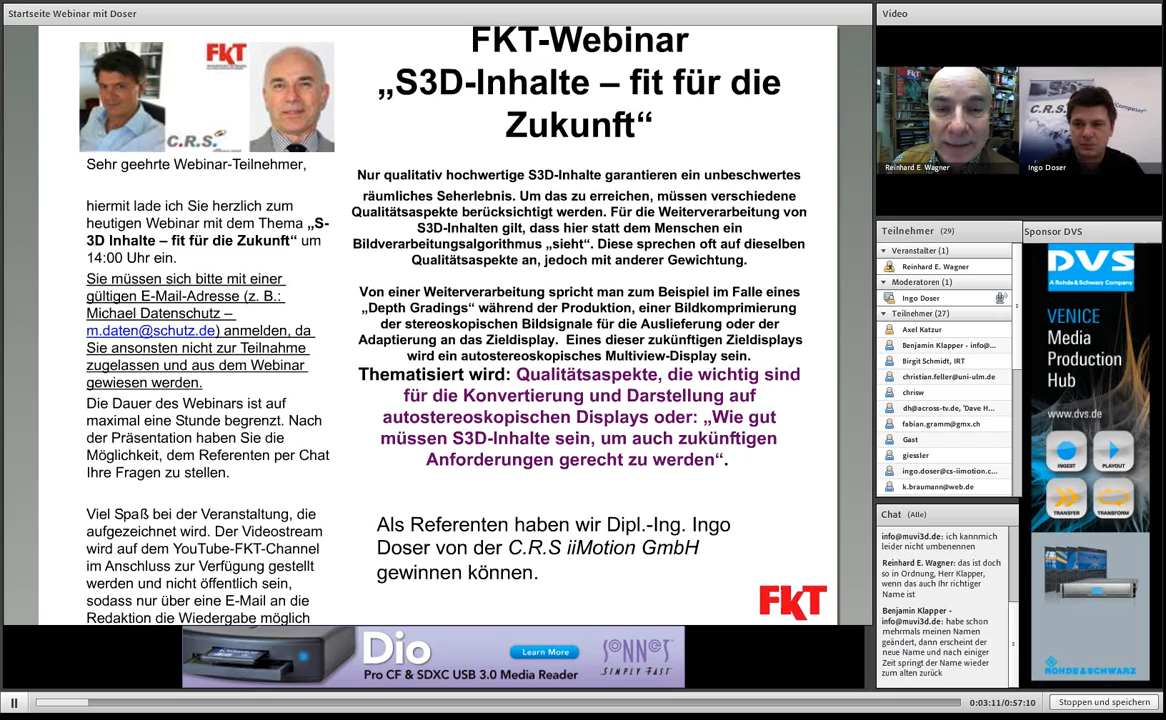 Startseite Webinar mit Doser
FKT
C.R.S.
Sehr geehrte Webinar-Teilnehmer,
hiermit lade ich Sie herzlich zum
heutigen Webinar mit dem Thema „S-
3D Inhalte – fit für die Zukunft“ um
14:00 Uhr ein.
Sie müssen sich bitte mit einer
gültigen E-Mail-Adresse (z. B.:
Michael Datenschutz –
m.daten@schutz.de) anmelden, da
Sie ansonsten nicht zur Teilnahme
zugelassen und aus dem Webinar
gewiesen werden.
Die Dauer des Webinars ist auf
maximal eine Stunde begrenzt. Nach
der Präsentation haben Sie die
Möglichkeit, dem Referenten per Chat
Ihre Fragen zu stellen.
Viel Spaß bei der Veranstaltung, die
aufgezeichnet wird. Der Videostream
wird auf dem YouTube-FKT-Channel
im Anschluss zur Verfügung gestellt
werden und nicht öffentlich sein,
sodass nur über eine E-Mail an die
Redaktion die Wiedergabe möglich
FKT-Webinar
„S3D-Inhalte – fit für die
Zukunft“
Nur qualitativ hochwertige S3D-Inhalte garantieren ein unbeschwertes
räumliches Seherlebnis. Um das zu erreichen, müssen verschiedene
Qualitätsaspekte berücksichtigt werden. Für die Weiterverarbeitung von
S3D-Inhalten gilt, dass hier statt dem Menschen ein
Bildverarbeitungsalgorithmus „sieht“. Diese sprechen oft auf dieselben
Qualitätsaspekte an, jedoch mit anderer Gewichtung.
Von einer Weiterverarbeitung spricht man zum Beispiel im Falle eines
„Depth Gradings“ während der Produktion, einer Bildkomprimierung
der stereoskopischen Bildsignale für die Auslieferung oder der
Adaptierung an das Zieldisplay. Eines dieser zukünftigen Zieldisplays
wird ein autostereoskopisches Multiview-Display sein.
Thematisiert wird: Qualitätsaspekte, die wichtig sind
für die Konvertierung und Darstellung auf
autostereoskopischen Displays oder: „Wie gut
müssen S3D-Inhalte sein, um auch zukünftigen
Anforderungen gerecht zu werden“.
Als Referenten haben wir Dipl.-Ing. Ingo
Doser von der C.R.S iiMotion GmbH
gewinnen können.
FKT
Dio
Pro CF & SDXC USB 3.0 Media Reader
Learn More
SONNET
SIMPLY FAST
Video
Reinhard E. Wagner
C.R.S.
Composer
Ingo Doser
Teilnehmer (29)
Veranstalter (1)
Reinhard E. Wagner
Moderatoren (1)
Ingo Doser
Teilnehmer (27)
Axel Katzur
Benjamin Klapper - info@...
Birgit Schmidt, IRT
christian.feller@uni-ulm.de
chrisw
dh@across-tv.de, "Dave H...
fabian.gramm@gmx.ch
Gast
giessler
ingo.doser@cs-iimotion.c...
k.braumann@web.de
Chat (Alle)
info@muvi3d.de: ich kannmich
leider nicht umbenennen
Reinhard E. Wagner: das ist doch
so in Ordnung, Herr Klapper,
wenn das auch Ihr richtiger
Name ist
Benjamin Klapper -
info@muvi3d.de: habe schon
mehrmals meinen Namen
geändert, dann erscheint der
neue Name und nach einiger
Zeit springt der Name wieder
zum alten zurück
Sponsor DVS
DVS
A Rohde & Schwarz Company
VENICE
Media
Production
Hub
www.dvs.de
INGEST
PLAYOUT
TRANSFER
TRANSFORM
ROHDE&SCHWARZ
0:03:11/0:57:10
Stoppen und speichern